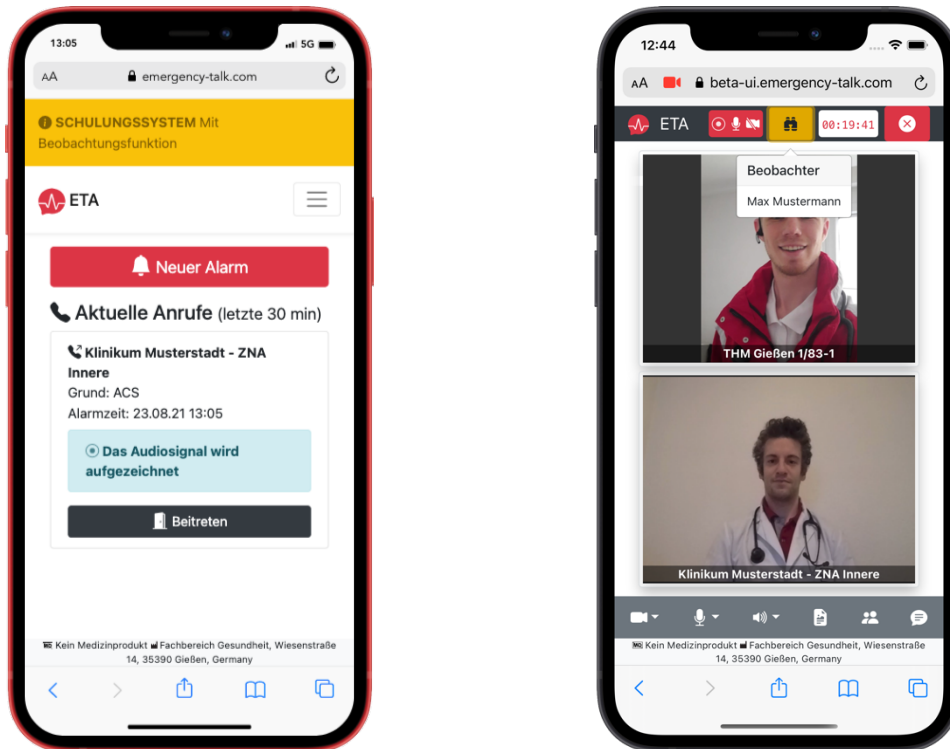 13:05
5G
AA
emergency-talk.com
SCHULUNGSSYSTEM Mit
Beobachtungsfunktion
ETA
Neuer Alarm
Aktuelle Anrufe (letzte 30 min)
Klinikum Musterstadt - ZNA
Innere
Grund: ACS
Alarmzeit: 23.08.21 13:05
Das Audiosignal wird
aufgezeichnet
Beitreten
Kein Medizinprodukt Fachbereich Gesundheit, Wiesenstraße
14, 35390 Gießen, Germany
12:44
AA
beta-ui.emergency-talk.com
ETA
00:19:41
Beobachter
Max Mustermann
THM Gießen 1/83-1
Klinikum Musterstadt - ZNA Innere
Kein Medizinprodukt Fachbereich Gesundheit, Wiesenstraße
14, 35390 Gießen, Germany